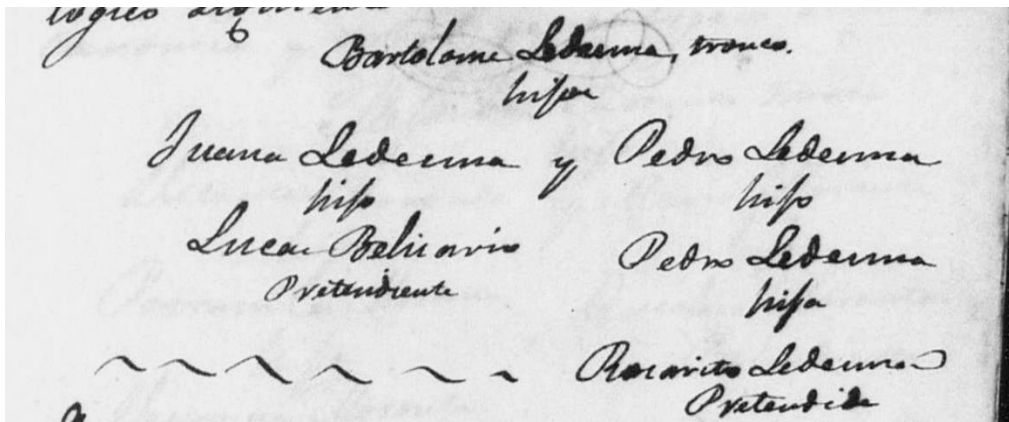 Bartolome Ledesma, tronco.
hijos
Juana Ledesma y Pedro Ledesma
hijo hijo
Lucas Belisario Pedro Ledesma
Pretendiente hija
Rosarito Ledesma
Pretendida